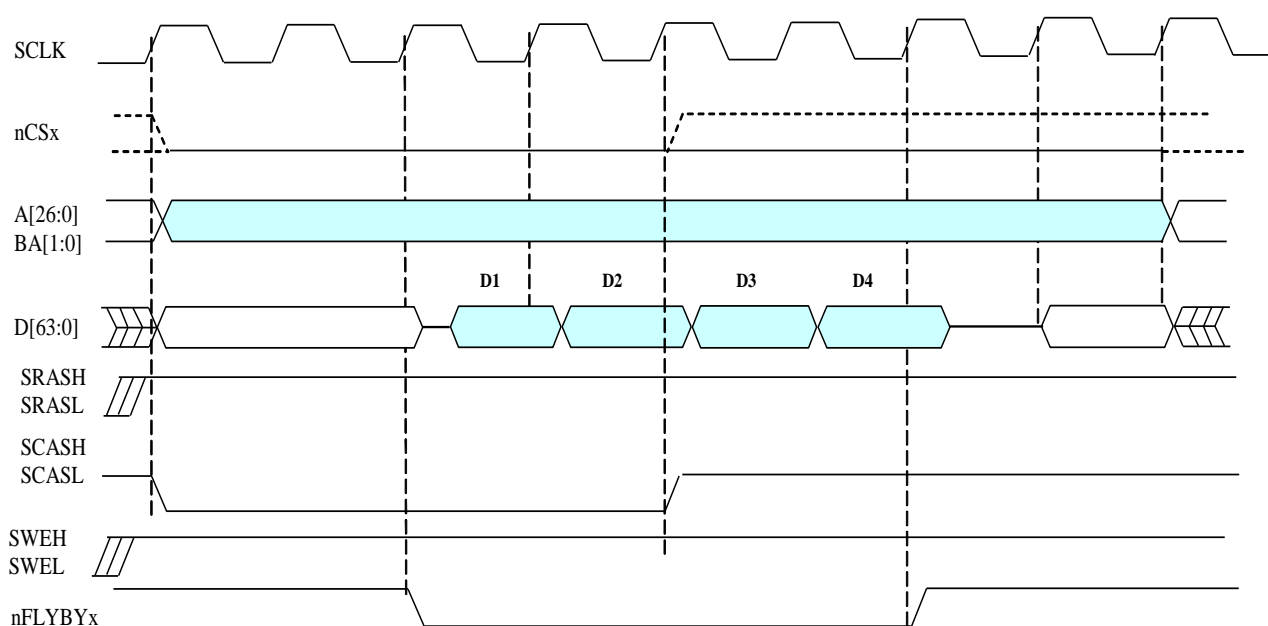 SCLK
nCSx
A[26:0]
BA[1:0]
D1 D2 D3 D4
D[63:0]
SRASH
SRASL
SCASH
SCASL
SWEH
SWEL
nFLYBYx